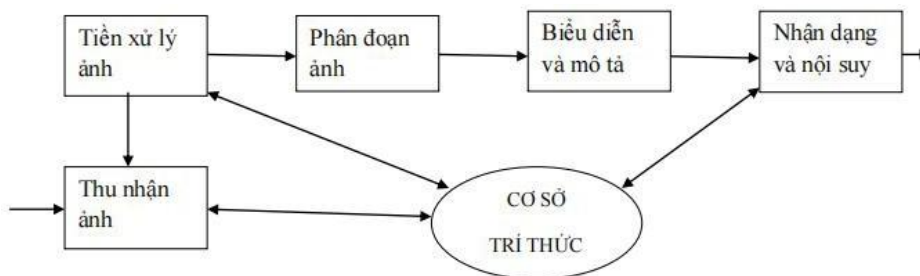 Tiền xử lý
ảnh
Phân đoạn
ảnh
Biểu diễn
và mô tả
Nhận dạng
và nội suy
Thu nhận
ảnh
CƠ SỞ
TRÍ THỨC